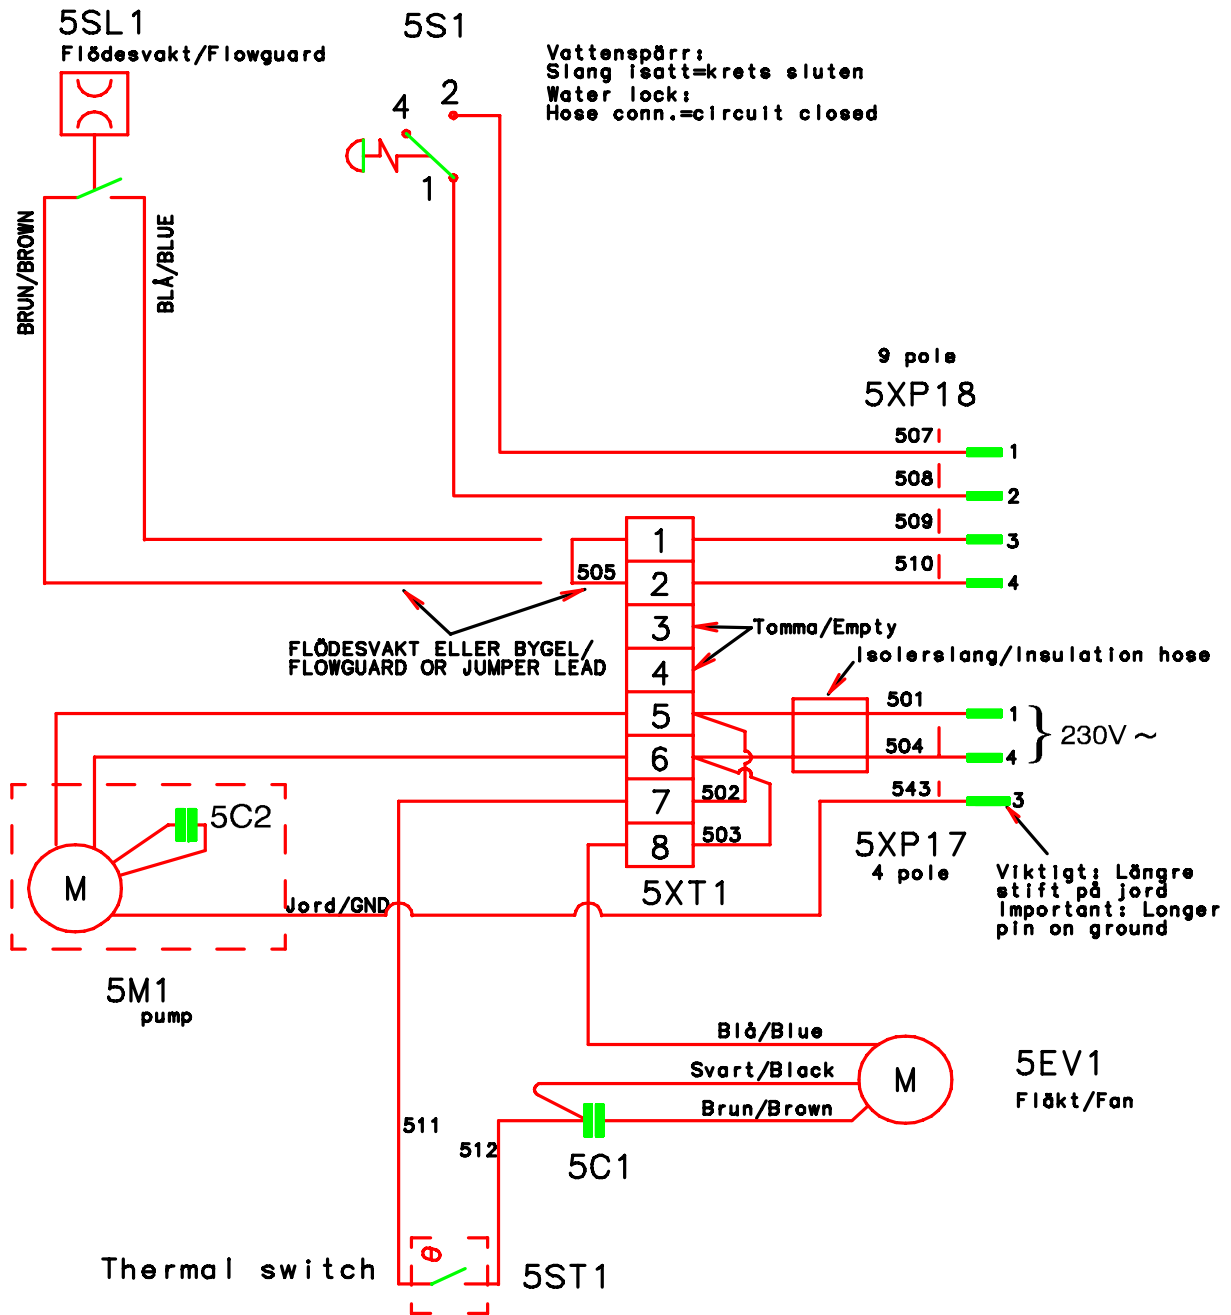 5SL1
Flödesvakt/Flowguard
5S1
Vattenspärr:
Slang isatt=krets sluten
Water lock:
Hose conn.=circuit closed
2
4
1
BRUN/BROWN
BLÅ/BLUE
9 pole
5XP18
507
1
508
2
509
3
510
4
1
2
3
4
5
6
7
8
505
FLÖDESVAKT ELLER BYGEL/
FLOWGUARD OR JUMPER LEAD
Tomma/Empty
Isolerslang/Insulation hose
501
1
504
4
230V ~
543
3
502
503
5XP17
4 pole
5XT1
Viktigt: Längre
stift på jord
Important: Longer
pin on ground
5C2
M
Jord/GND
5M1
pump
Blå/Blue
Svart/Black
Brun/Brown
M
5EV1
Fläkt/Fan
511
512
5C1
θ
Thermal switch
5ST1